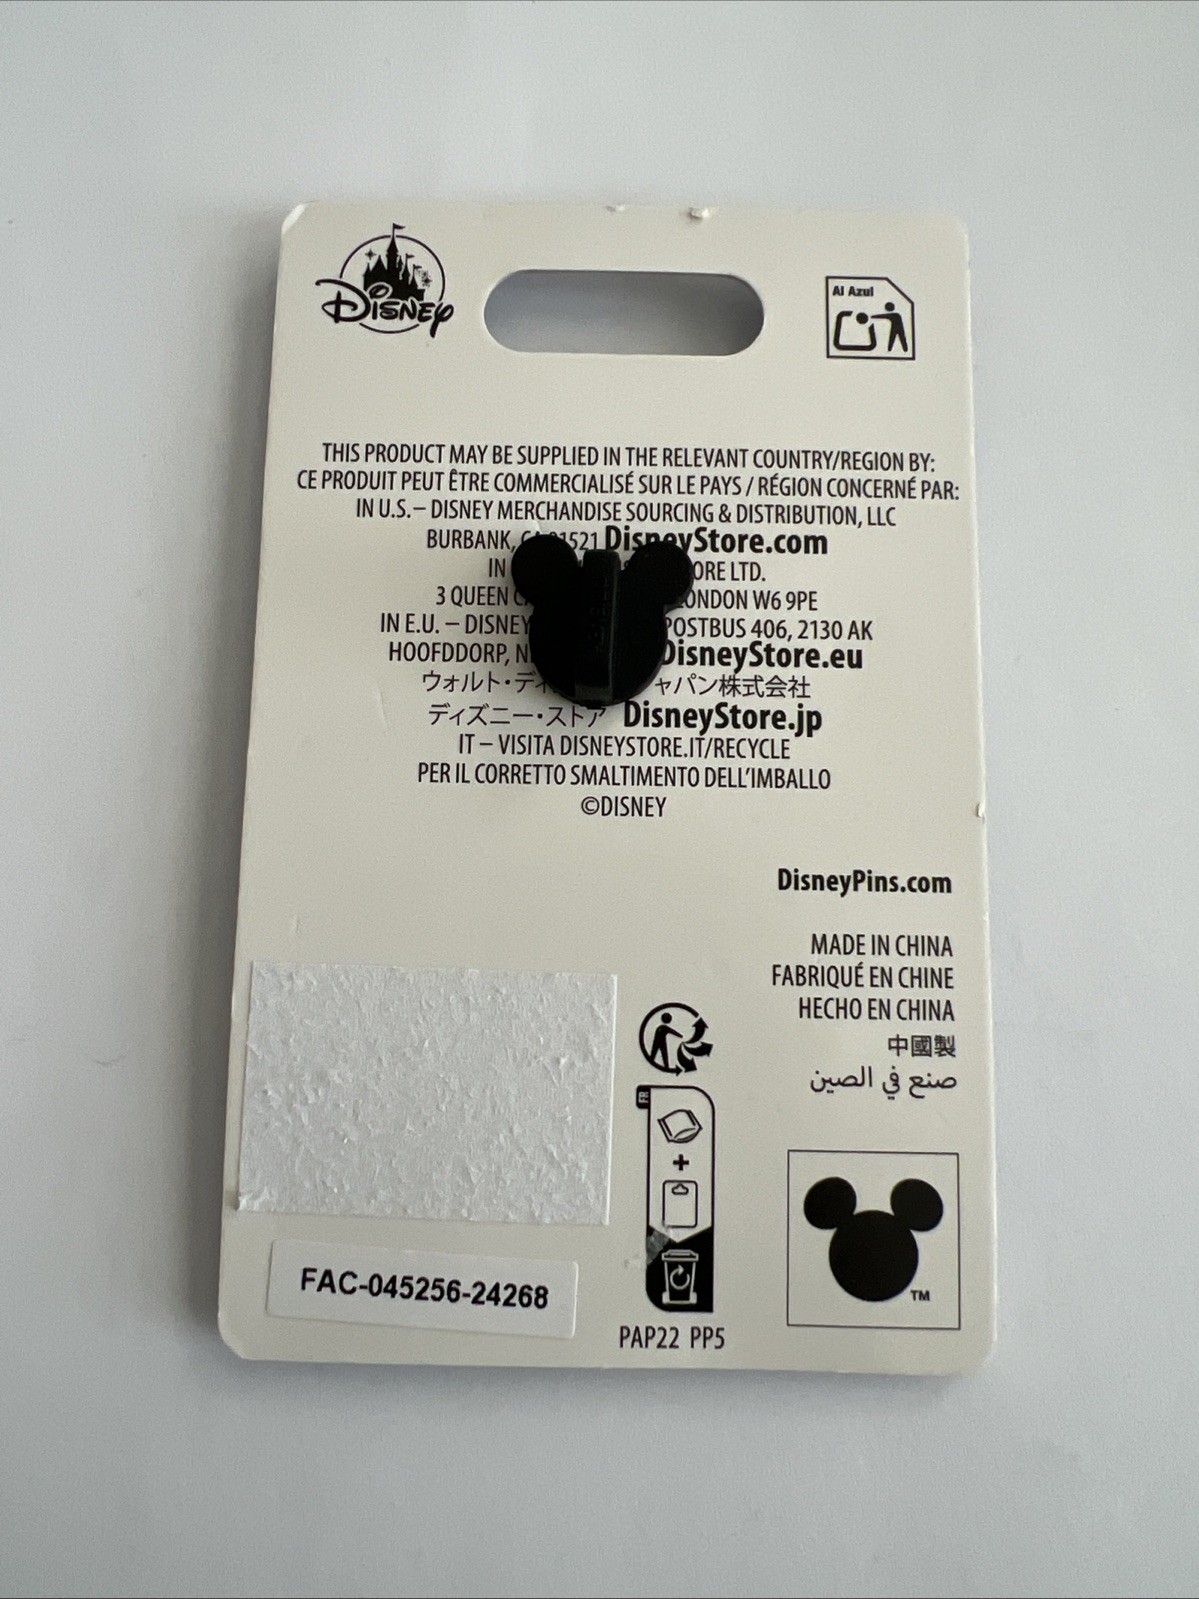 Disney
Al Azul
THIS PRODUCT MAY BE SUPPLIED IN THE RELEVANT COUNTRY/REGION BY:
CE PRODUIT PEUT ÊTRE COMMERCIALISÉ SUR LE PAYS / RÉGION CONCERNÉ PAR:
IN U.S.– DISNEY MERCHANDISE SOURCING & DISTRIBUTION, LLC
BURBANK, DisneyStore.com
IN LTD.
3 QUEEN LONDON W6 9PE
IN E.U. – DISNEY POSTBUS 406, 2130 AK
HOOFDDORP, DisneyStore.eu
ウォルト・ディ ャパン株式会社
ディズニー・ストア DisneyStore.jp
IT – VISITA DISNEYSTORE.IT/RECYCLE
PER IL CORRETTO SMALTIMENTO DELL'IMBALLO
©DISNEY
DisneyPins.com
MADE IN CHINA
FABRIQUÉ EN CHINE
HECHO EN CHINA
中國製
صنع في الصين
FR
FAC-045256-24268
PAP22 PP5
TM